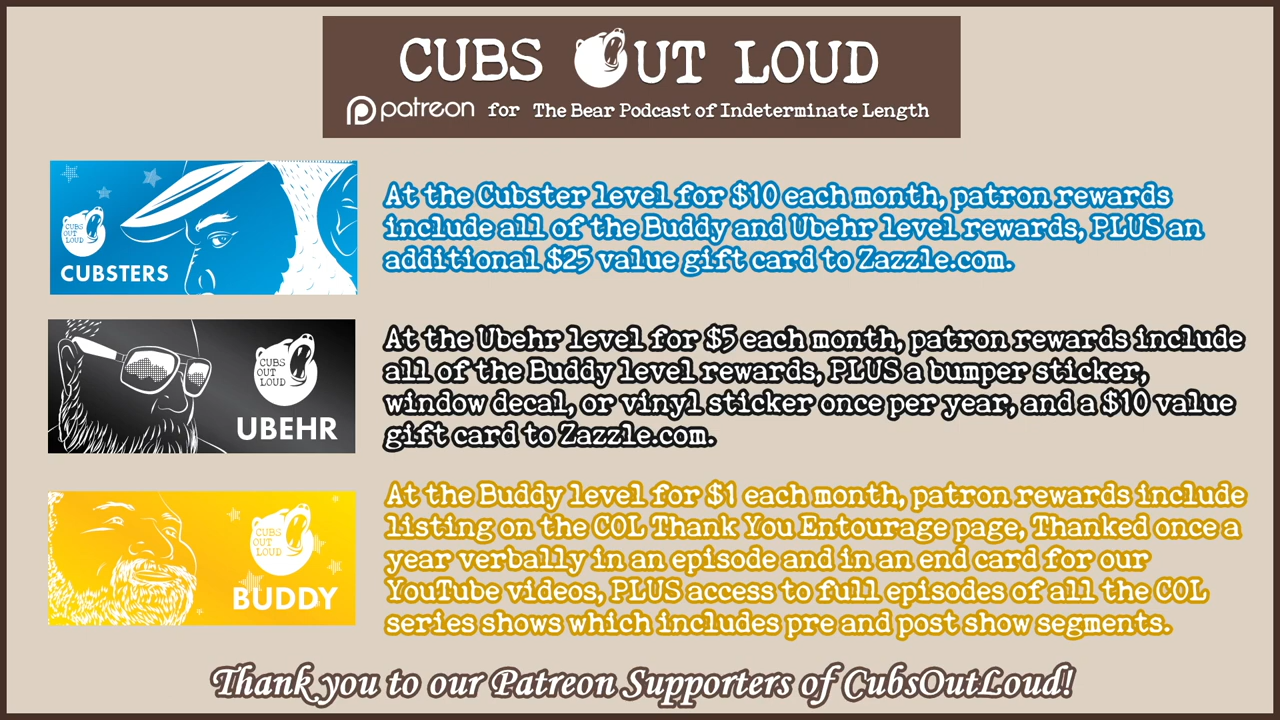 CUBS OUT LOUD
patreon for The Bear Podcast of Indeterminate Length
CUBS
OUT
LOUD
CUBSTERS
At the Cubster level for $10 each month, patron rewards
include all of the Buddy and Ubehr level rewards, PLUS an
additional $25 value gift card to Zazzle.com.
CUBS
OUT
LOUD
UBEHR
At the Ubehr level for $5 each month, patron rewards include
all of the Buddy level rewards, PLUS a bumper sticker,
window decal, or vinyl sticker once per year, and a $10 value
gift card to Zazzle.com.
CUBS
OUT
LOUD
BUDDY
At the Buddy level for $1 each month, patron rewards include
listing on the COL Thank You Entourage page, Thanked once a
year verbally in an episode and in an end card for our
YouTube videos, PLUS access to full episodes of all the COL
series shows which includes pre and post show segments.
Thank you to our Patreon Supporters of CubsOutLoud!